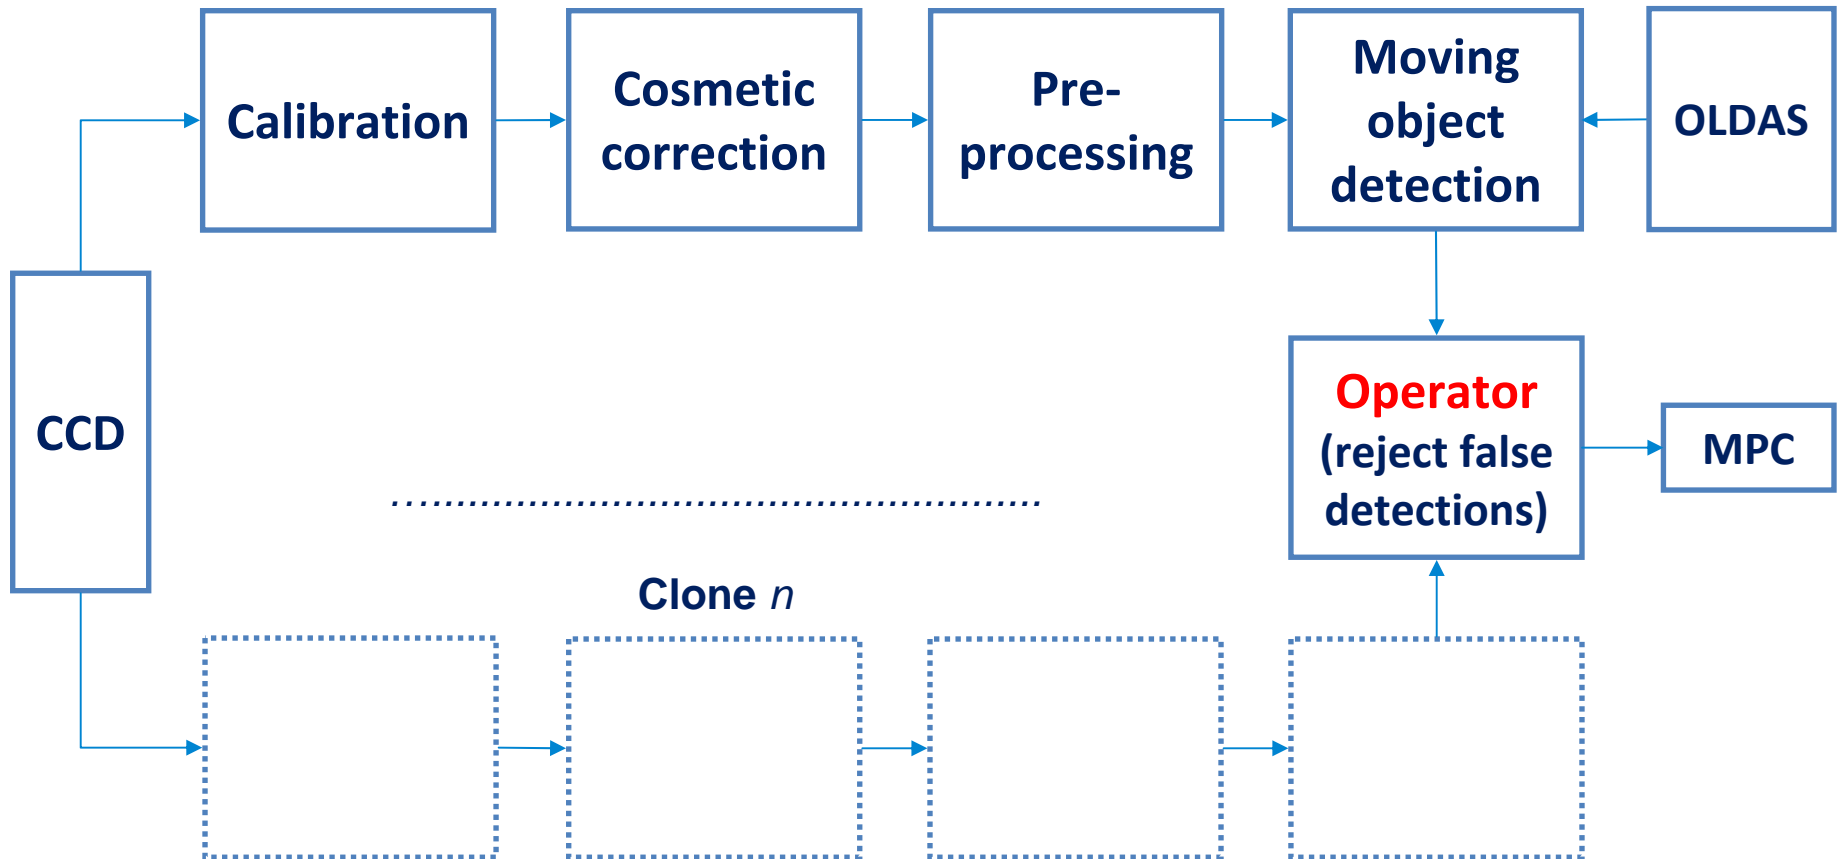 Calibration
Cosmetic
correction
Pre-
processing
Moving
object
detection
OLDAS
CCD
Operator
(reject false
detections)
MPC
Clone n